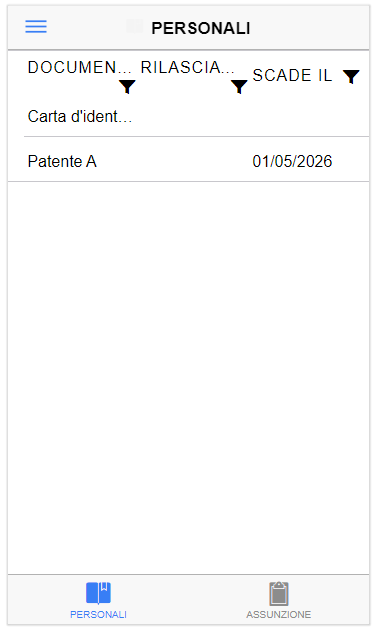 PERSONALI
DOCUMEN... RILASCIA... SCADE IL
Carta d'ident...
Patente A 01/05/2026
PERSONALI ASSUNZIONE